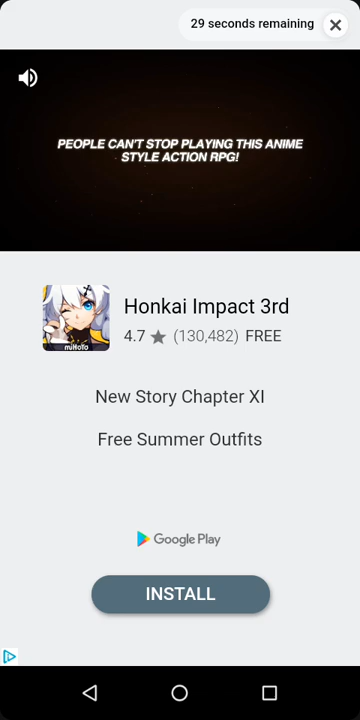 29 seconds remaining
PEOPLE CAN'T STOP PLAYING THIS ANIME
STYLE ACTION RPG!
Honkai Impact 3rd
4.7 ★ (130,482) FREE
miHoYo
New Story Chapter XI
Free Summer Outfits
Google Play
INSTALL